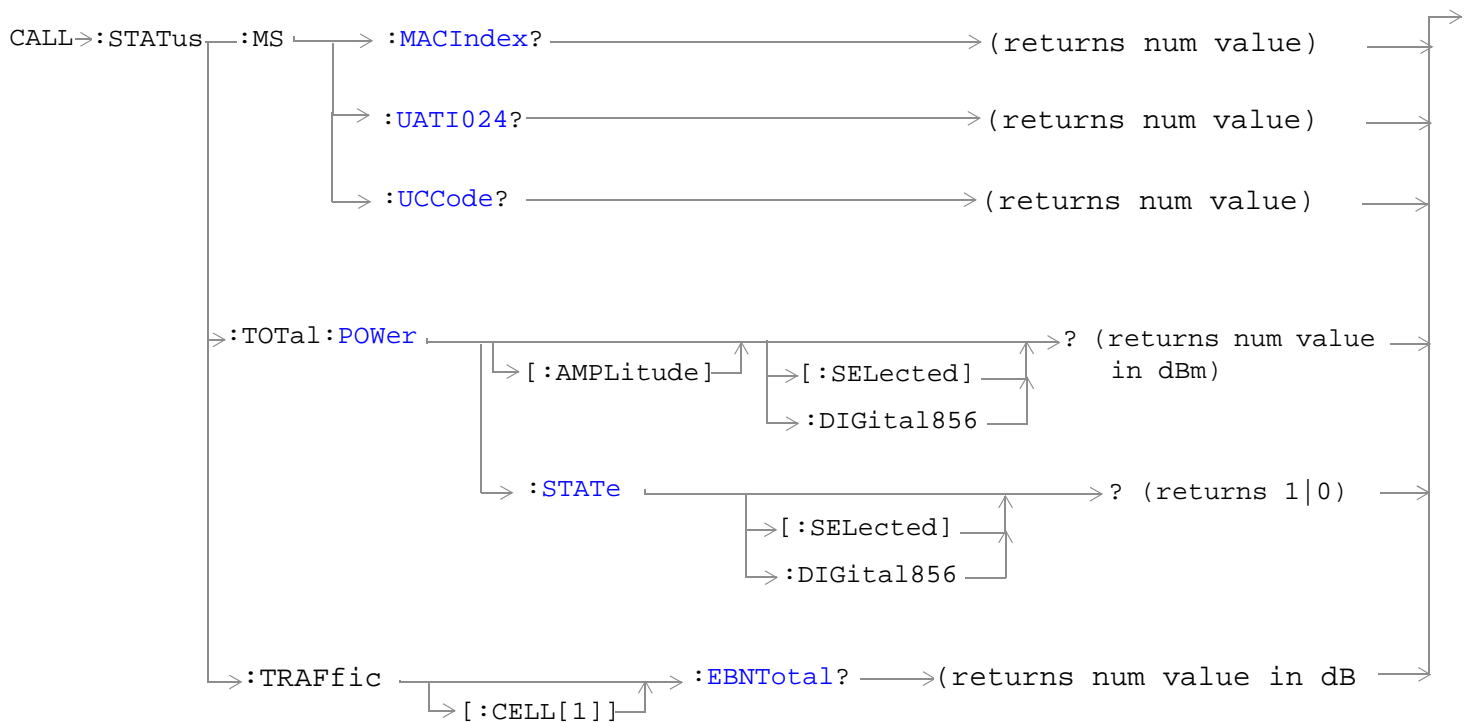 CALL :STATus :MS :MACIndex? (returns num value)
:UATI024? (returns num value)
:UCCode? (returns num value)
:TOTal:POWer ? (returns num value
[:AMPLitude] [:SELected] in dBm)
:DIGital856
:STATe ? (returns 1|0)
[:SELected]
:DIGital856
:TRAFfic :EBNTotal? (returns num value in dB
[:CELL[1]]